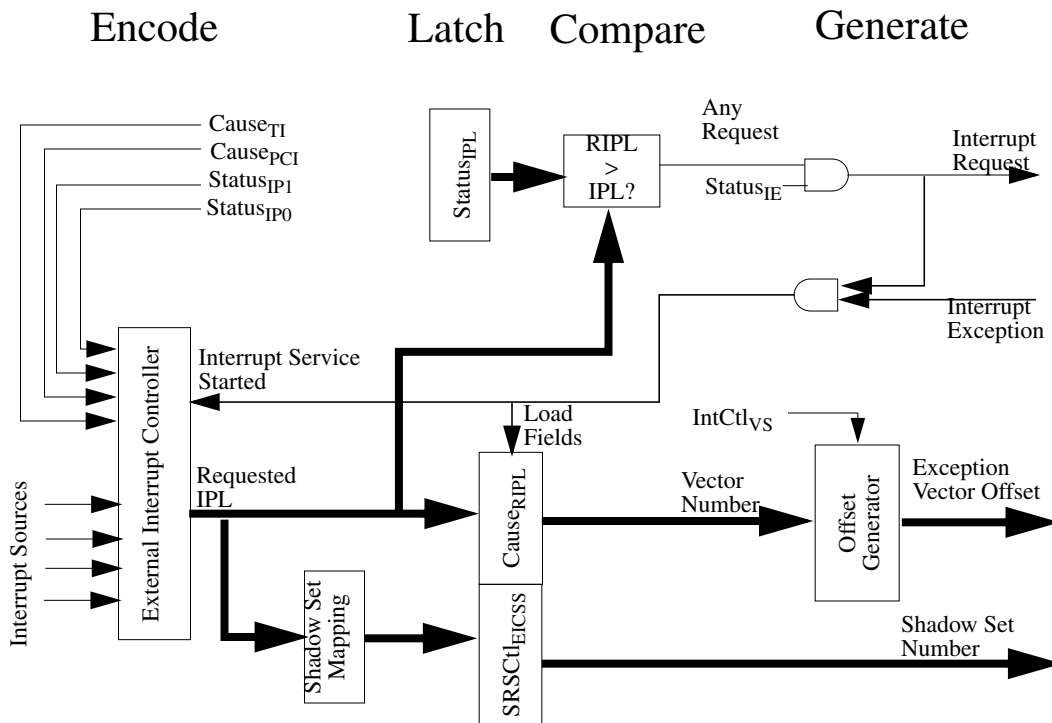 Encode
Latch
Compare
Generate
CauseTI
CausePCI
StatusIP1
StatusIP0
StatusIPL
RIPL
>
IPL?
Any
Request
StatusIE
Interrupt
Request
Interrupt
Exception
External Interrupt Controller
Interrupt Service
Started
Load
Fields
IntCtlVS
Interrupt Sources
Requested
IPL
CauseRIPL
Vector
Number
Offset
Generator
Exception
Vector Offset
Shadow Set
Mapping
SRSCtlEICSS
Shadow Set
Number